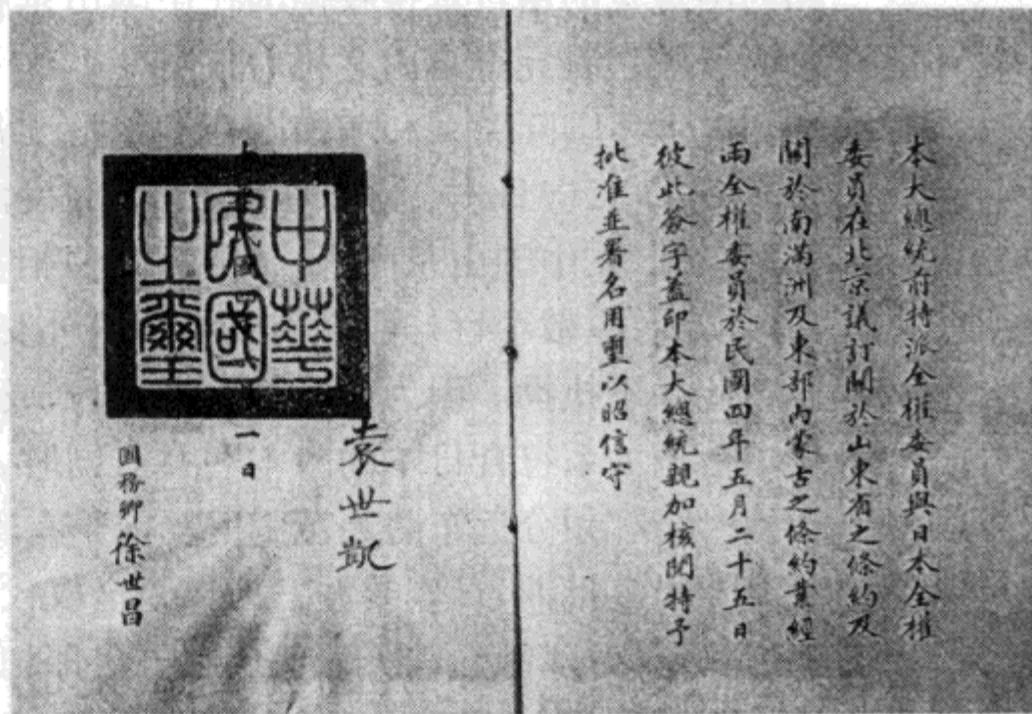 本大總統前特派全權委員與日本全權
委員在北京議訂關於山東省之條約及
關於南滿洲及東部內蒙古之條約業經
兩全權委員於民國四年五月二十五日
彼此簽字蓋印本大總統親加核閱特予
批准並署名用璽以昭信守
袁世凱
中華
民國
之璽
國
一日
國務卿徐世昌